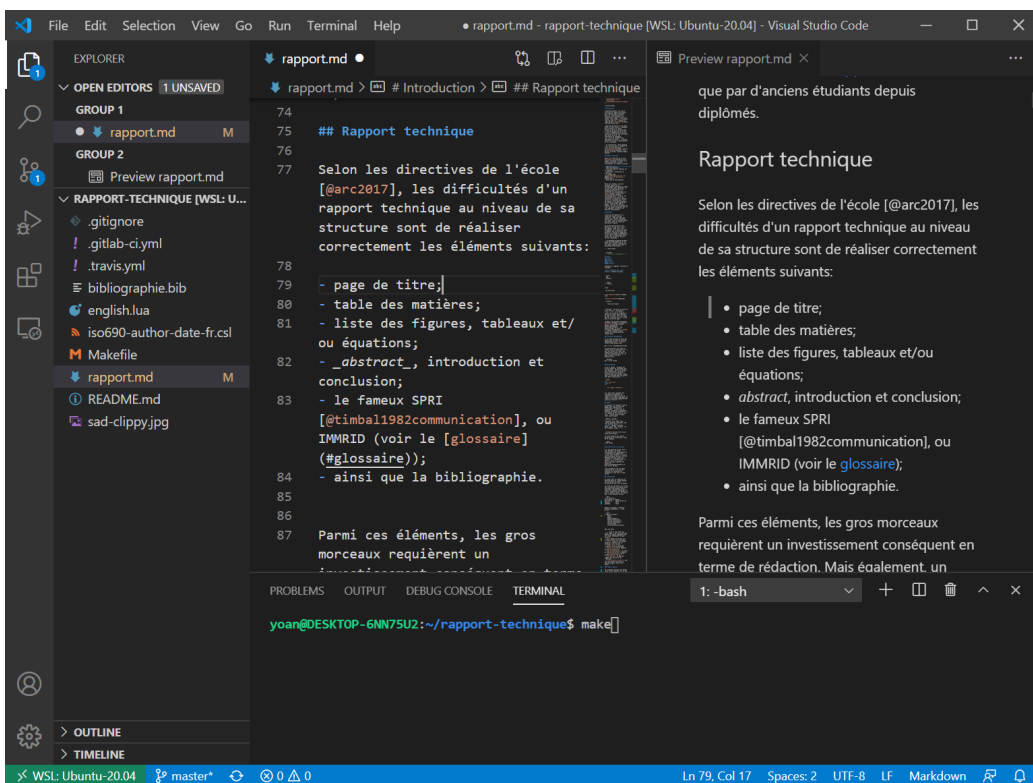 File Edit Selection View Go Run Terminal Help
● rapport.md - rapport-technique [WSL: Ubuntu-20.04] - Visual Studio Code
EXPLORER
OPEN EDITORS 1 UNSAVED
GROUP 1
rapport.md M
GROUP 2
Preview rapport.md
RAPPORT-TECHNIQUE [WSL: U...
.gitignore
! .gitlab-ci.yml
! .travis.yml
bibliographie.bib
english.lua
iso690-author-date-fr.csl
Makefile
rapport.md M
README.md
sad-clippy.jpg
OUTLINE
TIMELINE
rapport.md ●
rapport.md > # Introduction > ## Rapport technique
74
75 ## Rapport technique
76
77 Selon les directives de l'école
[@arc2017], les difficultés d'un
rapport technique au niveau de sa
structure sont de réaliser
correctement les éléments suivants:
78
79 - page de titre;
80 - table des matières;
81 - liste des figures, tableaux et/
ou équations;
82 - _abstract_, introduction et
conclusion;
83 - le fameux SPRI
[@timbal1982communication], ou
IMMRID (voir le [glossaire]
(#glossaire));
84 - ainsi que la bibliographie.
85
86
87 Parmi ces éléments, les gros
morceaux requièrent un
investissement conséquent en terme
Preview rapport.md
que par d'anciens étudiants depuis
diplômés.
Rapport technique
Selon les directives de l'école [@arc2017], les
difficultés d'un rapport technique au niveau
de sa structure sont de réaliser correctement
les éléments suivants:
• page de titre;
• table des matières;
• liste des figures, tableaux et/ou
équations;
• abstract, introduction et conclusion;
• le fameux SPRI
[@timbal1982communication], ou
IMMRID (voir le glossaire);
• ainsi que la bibliographie.
Parmi ces éléments, les gros morceaux
requièrent un investissement conséquent en
terme de rédaction. Mais également, un
PROBLEMS OUTPUT DEBUG CONSOLE TERMINAL
1: -bash
yoan@DESKTOP-6NN75U2:~/rapport-technique$ make
WSL: Ubuntu-20.04 master* 0 0
Ln 79, Col 17 Spaces: 2 UTF-8 LF Markdown